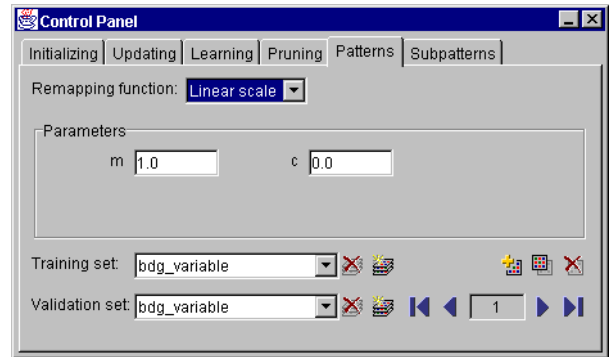 Control Panel
Initializing Updating Learning Pruning Patterns Subpatterns
Remapping function: Linear scale
Parameters
m 1.0 c 0.0
Training set: bdg_variable
Validation set: bdg_variable 1